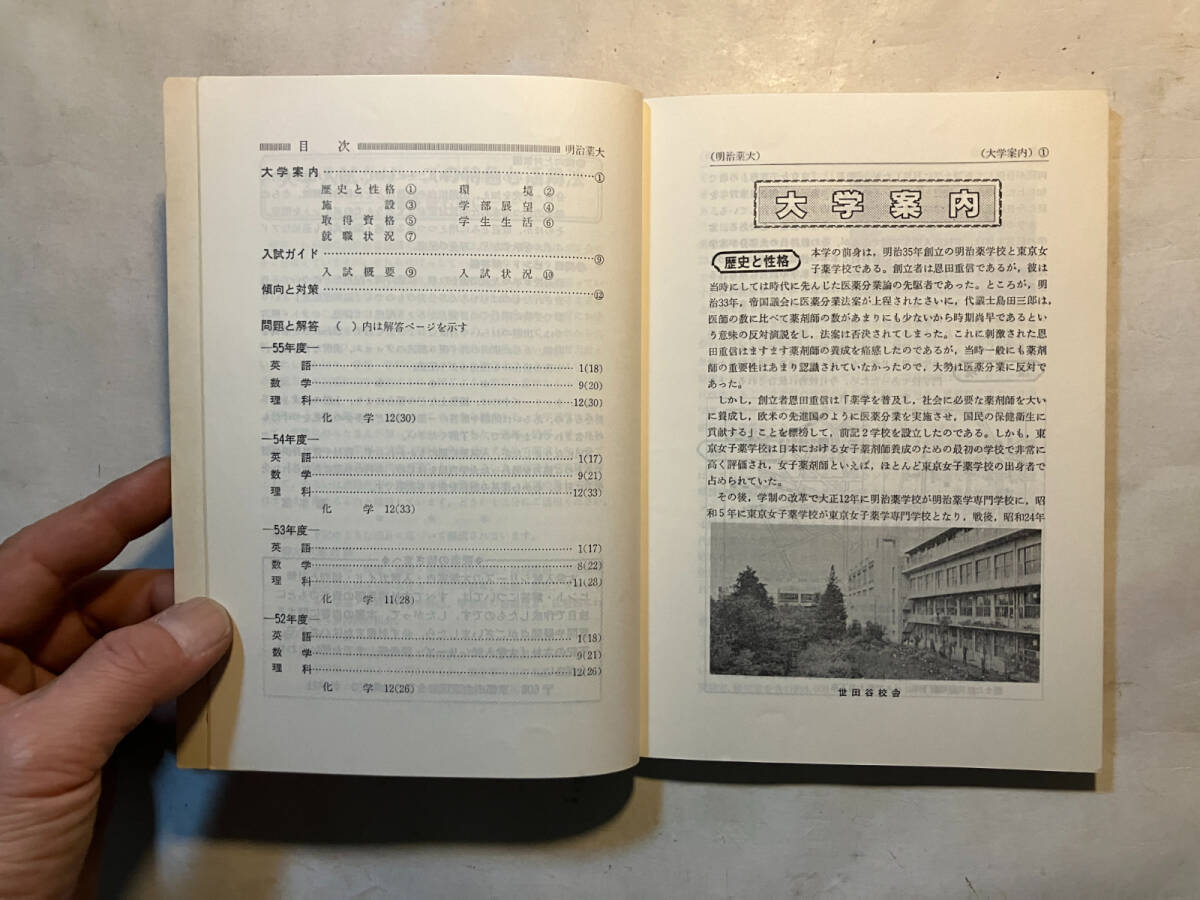 目次 明治薬大
大学案内 ①
歴史と性格 ① 環境 ②
施設 ③ 学部展望 ④
取得資格 ⑤ 学生生活 ⑥
就職状況 ⑦
入試ガイド ⑨
入試概要 ⑨ 入試状況 ⑩
傾向と対策 ⑫
問題と解答 ( )内は解答ページを示す
—55年度—
英語 1(18)
数学 9(20)
理科 12(30)
化学 12(30)
—54年度—
英語 1(17)
数学 9(21)
理科 12(33)
化学 12(33)
—53年度—
英語 1(17)
数学 8(22)
理科 11(28)
化学 11(28)
—52年度—
英語 1(18)
数学 9(21)
理科 12(26)
化学 12(26)
(明治薬大) (大学案内) ①
大学案内
歴史と性格 本学の前身は，明治35年創立の明治薬学校と東京女
子薬学校である。創立者は恩田重信であるが，彼は
当時にしては時代に先んじた医薬分業論の先駆者であった。ところが，明
治33年，帝国議会に医薬分業法案が上程されたさいに，代議士島田三郎は，
医師の数に比べて薬剤師の数があまりにも少ないから時期尚早であるとい
う意味の反対演説をし，法案は否決されてしまった。これに刺激された恩
田重信はますます薬剤師の養成を痛感したのであるが，当時一般にも薬剤
師の重要性はあまり認識されていなかったので，大勢は医薬分業に反対で
あった。
しかし，創立者恩田重信は「薬学を普及し，社会に必要な薬剤師を大い
に養成し，欧米の先進国のように医薬分業を実施させ，国民の保健衛生に
貢献する」ことを標榜して，前記2学校を設立したのである。しかも，東
京女子薬学校は日本における女子薬剤師養成のための最初の学校で非常に
高く評価され，女子薬剤師といえば，ほとんど東京女子薬学校の出身者で
占められていた。
その後，学制の改革で大正12年に明治薬学校が明治薬学専門学校に，昭
和5年に東京女子薬学校が東京女子薬学専門学校となり，戦後，昭和24年
世田谷校舎